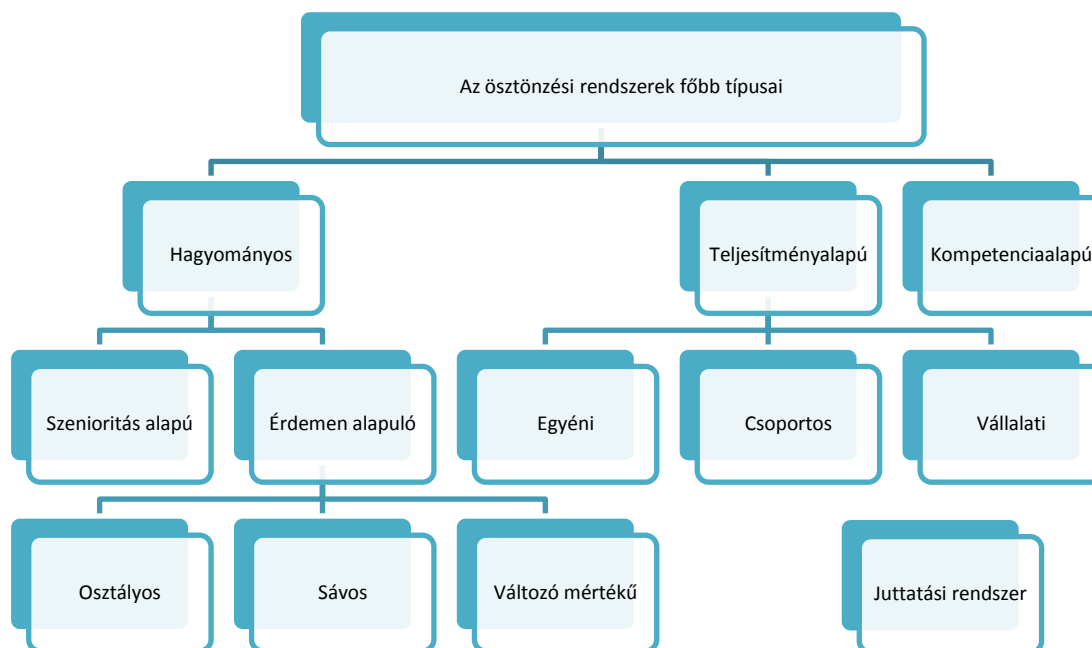 Az ösztönzési rendszerek főbb típusai
Hagyományos
Teljesítményalapú
Kompetenciaalapú
Szenioritás alapú
Érdemen alapuló
Egyéni
Csoportos
Vállalati
Osztályos
Sávos
Változó mértékű
Juttatási rendszer